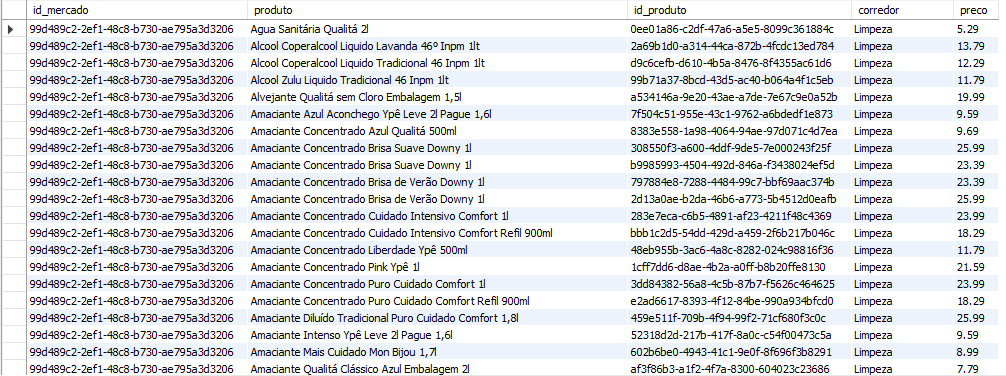 id_mercado produto id_produto corredor preco
99d489c2-2ef1-48c8-b730-ae795a3d3206 Agua Sanitária Qualitá 2l 0ee01a86-c2df-47a6-a5e5-8099c361884c Limpeza 5.29
99d489c2-2ef1-48c8-b730-ae795a3d3206 Alcool Coperalcool Liquido Lavanda 46º Inpm 1lt 2a69b1d0-a314-44ca-872b-4fcdc13ed784 Limpeza 13.79
99d489c2-2ef1-48c8-b730-ae795a3d3206 Alcool Coperalcool Liquido Tradicional 46 Inpm 1lt d9c6cefb-d610-4b5a-8476-8f4355ac61d6 Limpeza 12.29
99d489c2-2ef1-48c8-b730-ae795a3d3206 Alcool Zulu Liquido Tradicional 46 Inpm 1lt 99b71a37-8bcd-43d5-ac40-b064a4f1c5eb Limpeza 11.79
99d489c2-2ef1-48c8-b730-ae795a3d3206 Alvejante Qualitá sem Cloro Embalagem 1,5l a534146a-9e20-43ae-a7de-7e67c9e0a52b Limpeza 19.99
99d489c2-2ef1-48c8-b730-ae795a3d3206 Amaciante Azul Aconchego Ypê Leve 2l Pague 1,6l 7f504c51-955e-43c1-9762-a6bdedf1e873 Limpeza 9.59
99d489c2-2ef1-48c8-b730-ae795a3d3206 Amaciante Concentrado Azul Qualitá 500ml 8383e558-1a98-4064-94ae-97d071c4d7ea Limpeza 9.69
99d489c2-2ef1-48c8-b730-ae795a3d3206 Amaciante Concentrado Brisa Suave Downy 1l 308550f3-a600-4ddf-9de5-7e000243f25f Limpeza 25.99
99d489c2-2ef1-48c8-b730-ae795a3d3206 Amaciante Concentrado Brisa Suave Downy 1l b9985993-4504-492d-846a-f3438024ef5d Limpeza 23.39
99d489c2-2ef1-48c8-b730-ae795a3d3206 Amaciante Concentrado Brisa de Verão Downy 1l 797884e8-7288-4484-99c7-bbf69aac374b Limpeza 23.39
99d489c2-2ef1-48c8-b730-ae795a3d3206 Amaciante Concentrado Brisa de Verão Downy 1l 2d13a0ae-b2da-46b6-a773-5b4512d0eafb Limpeza 25.99
99d489c2-2ef1-48c8-b730-ae795a3d3206 Amaciante Concentrado Cuidado Intensivo Comfort 1l 283e7eca-c6b5-4891-af23-4211f48c4369 Limpeza 23.99
99d489c2-2ef1-48c8-b730-ae795a3d3206 Amaciante Concentrado Cuidado Intensivo Comfort Refil 900ml bbb1c2d5-54dd-429d-a459-2f6b217b046c Limpeza 18.29
99d489c2-2ef1-48c8-b730-ae795a3d3206 Amaciante Concentrado Liberdade Ypê 500ml 48eb955b-3ac6-4a8c-8282-024c98816f36 Limpeza 11.79
99d489c2-2ef1-48c8-b730-ae795a3d3206 Amaciante Concentrado Pink Ypê 1l 1cff7dd6-d8ae-4b2a-a0ff-b8b20ffe8130 Limpeza 21.59
99d489c2-2ef1-48c8-b730-ae795a3d3206 Amaciante Concentrado Puro Cuidado Comfort 1l 3dd84382-56a8-4c5b-87b7-f5626c464625 Limpeza 23.99
99d489c2-2ef1-48c8-b730-ae795a3d3206 Amaciante Concentrado Puro Cuidado Comfort Refil 900ml e2ad6617-8393-4f12-84be-990a934bfcd0 Limpeza 18.29
99d489c2-2ef1-48c8-b730-ae795a3d3206 Amaciante Diluído Tradicional Puro Cuidado Comfort 1,8l 459e511f-709b-4f94-99f2-71cf680f3c0c Limpeza 25.99
99d489c2-2ef1-48c8-b730-ae795a3d3206 Amaciante Intenso Ypê Leve 2l Pague 1,6l 52318d2d-217b-417f-8a0c-c54f00473c5a Limpeza 9.59
99d489c2-2ef1-48c8-b730-ae795a3d3206 Amaciante Mais Cuidado Mon Bijou 1,7l 602b6be0-4943-41c1-9e0f-8f696f3b8291 Limpeza 8.99
99d489c2-2ef1-48c8-b730-ae795a3d3206 Amaciante Qualitá Clássico Azul Embalagem 2l af3f86b3-a1f2-4f7a-8300-604023c23686 Limpeza 7.79